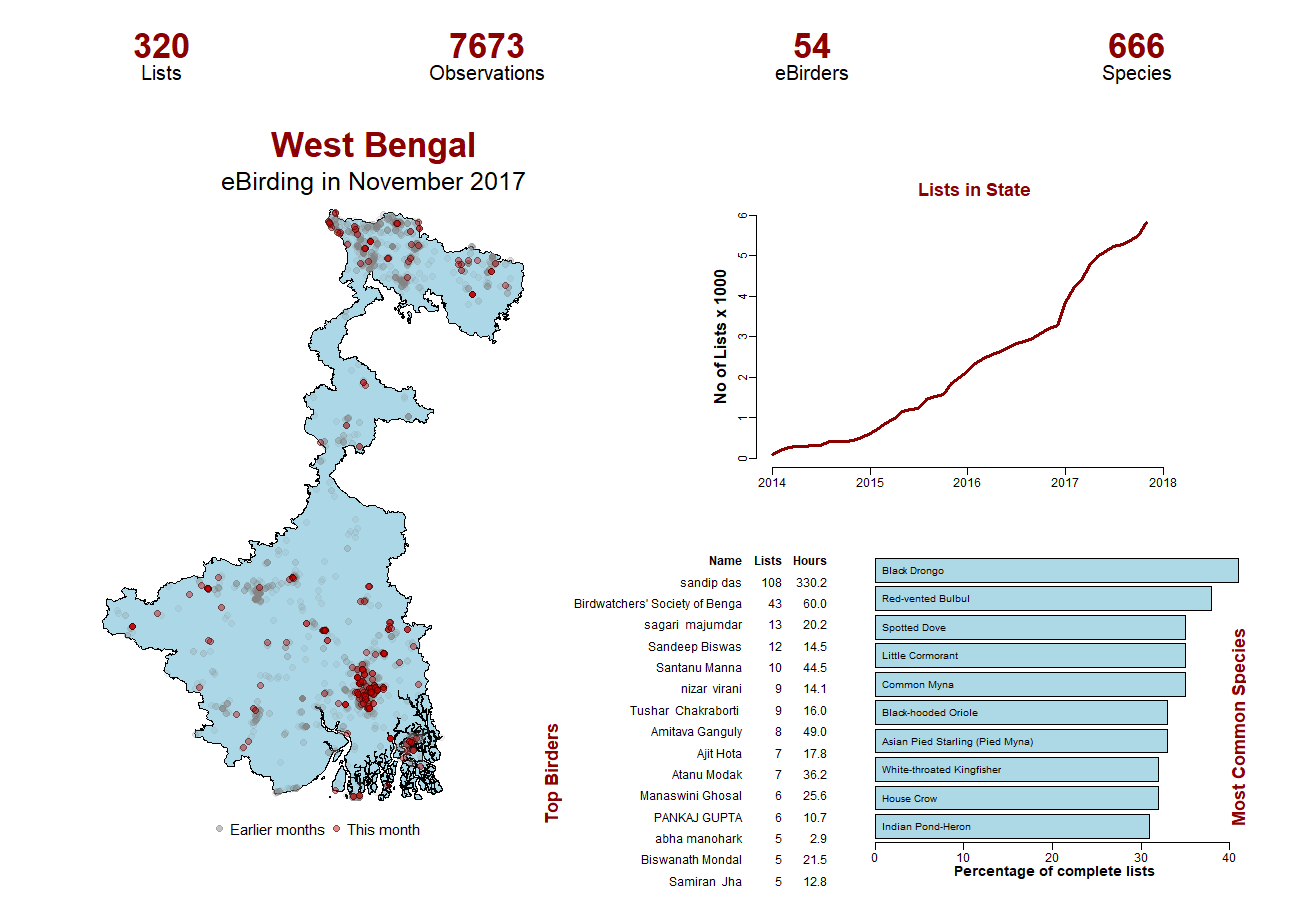 320
Lists
7673
Observations
54
eBirders
666
Species
West Bengal
eBirding in November 2017
Earlier months This month
Lists in State
No of Lists x 1000
6
5
4
3
2
1
0
2014 2015 2016 2017 2018
Top Birders
Name Lists Hours
sandip das 108 330.2
Birdwatchers' Society of Benga 43 60.0
sagari majumdar 13 20.2
Sandeep Biswas 12 14.5
Santanu Manna 10 44.5
nizar virani 9 14.1
Tushar Chakraborti 9 16.0
Amitava Ganguly 8 49.0
Ajit Hota 7 17.8
Atanu Modak 7 36.2
Manaswini Ghosal 6 25.6
PANKAJ GUPTA 6 10.7
abha manohark 5 2.9
Biswanath Mondal 5 21.5
Samiran Jha 5 12.8
Black Drongo
Red-vented Bulbul
Spotted Dove
Little Cormorant
Common Myna
Black-hooded Oriole
Asian Pied Starling (Pied Myna)
White-throated Kingfisher
House Crow
Indian Pond-Heron
0 10 20 30 40
Percentage of complete lists
Most Common Species